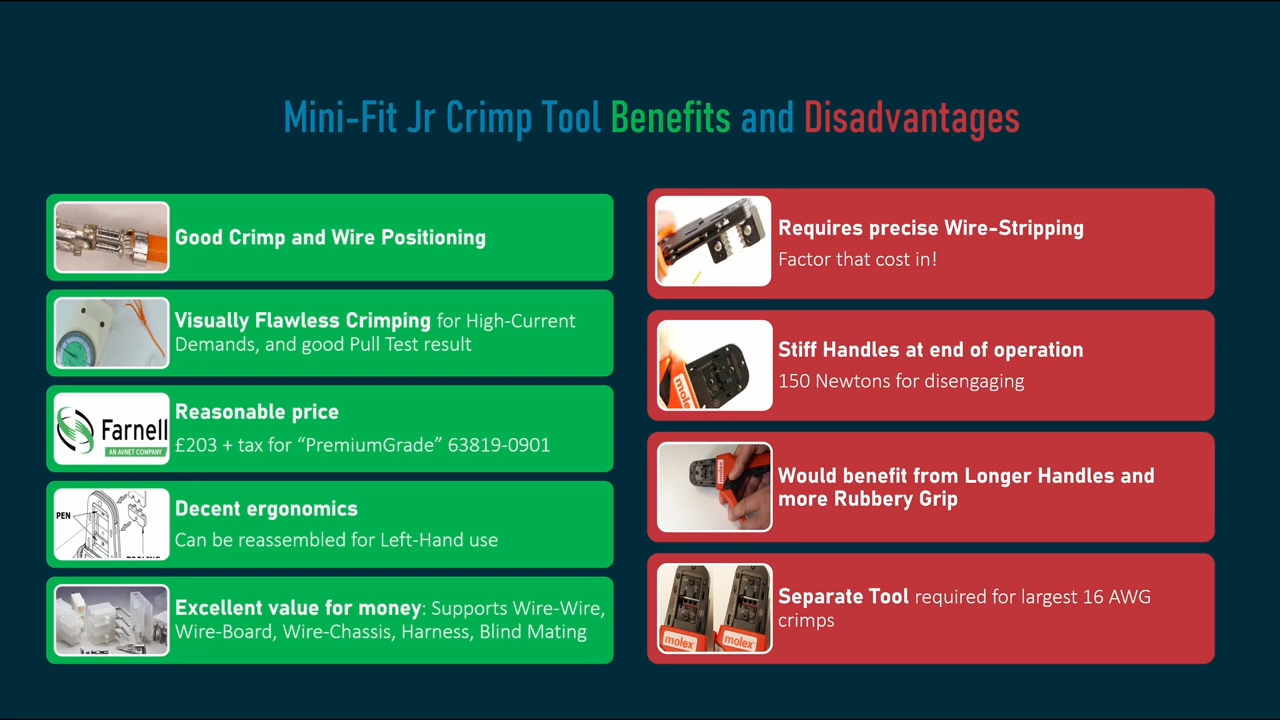 Mini-Fit Jr Crimp Tool Benefits and Disadvantages
Good Crimp and Wire Positioning
Visually Flawless Crimping for High-Current
Demands, and good Pull Test result
Farnell
AN AVNET COMPANY
Reasonable price
£203 + tax for “PremiumGrade” 63819-0901
PEN
Decent ergonomics
Can be reassembled for Left-Hand use
Excellent value for money: Supports Wire-Wire,
Wire-Board, Wire-Chassis, Harness, Blind Mating
Requires precise Wire-Stripping
Factor that cost in!
molex
Stiff Handles at end of operation
150 Newtons for disengaging
molex
Would benefit from Longer Handles and
more Rubbery Grip
molex
molex
Separate Tool required for largest 16 AWG
crimps